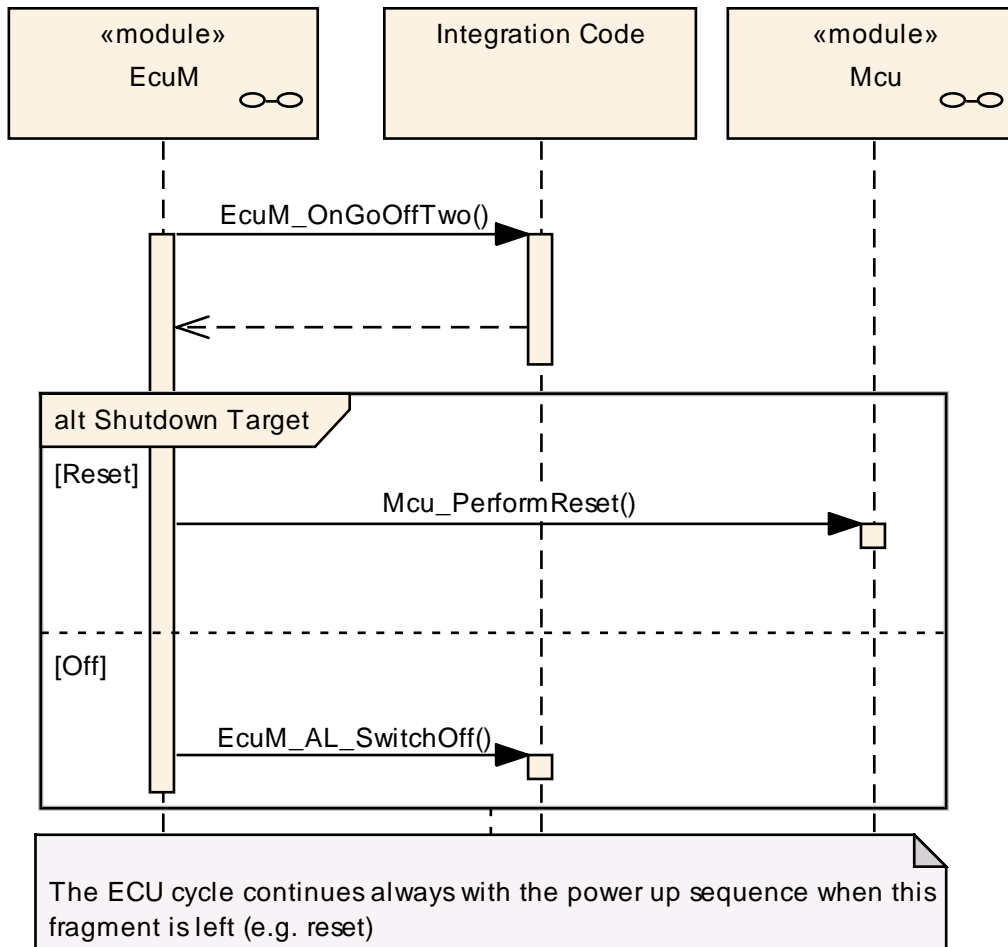 «module»
EcuM
Integration Code
«module»
Mcu
EcuM_OnGoOffTwo()
alt Shutdown Target
[Reset]
Mcu_PerformReset()
[Off]
EcuM_AL_SwitchOff()
The ECU cycle continues always with the power up sequence when this
fragment is left (e.g. reset)